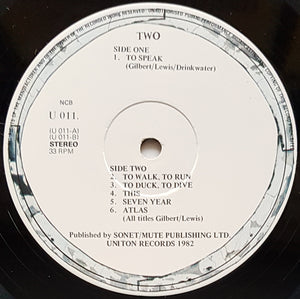 TWO
SIDE ONE
1. TO SPEAK
(Gilbert/Lewis/Drinkwater)
NCB
U 011.
(U 011-A)
(U 011-B)
STEREO
33 RPM
SIDE TWO
2. TO WALK, TO RUN
3. TO DUCK, TO DIVE
4. THIS
5. SEVEN YEAR
6 ATLAS
(All titles Gilbert/Lewis)
Published by SONET/MUTE PUBLISHING LTD.
UNITON RECORDS 1982